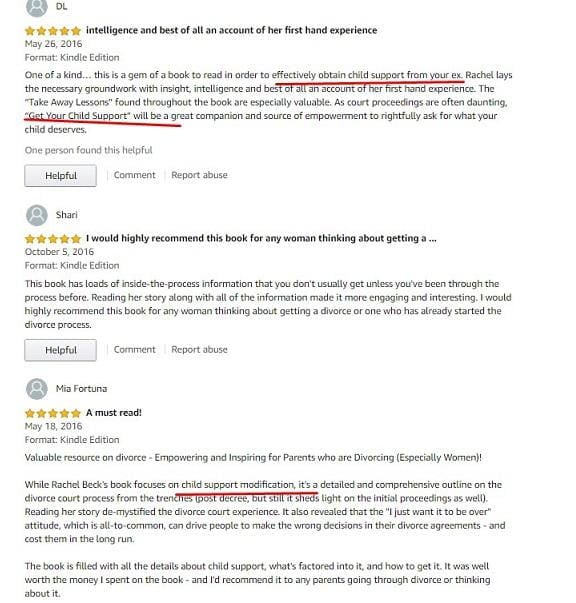 DL
intelligence and best of all an account of her first hand experience
May 26, 2016
Format: Kindle Edition
One of a kind... this is a gem of a book to read in order to effectively obtain child support from your ex. Rachel lays
the necessary groundwork with insight, intelligence and best of all an account of her first hand experience. The
"Take Away Lessons" found throughout the book are especially valuable. As court proceedings are often daunting,
"Get Your Child Support" will be a great companion and source of empowerment to rightfully ask for what your
child deserves.
One person found this helpful
Helpful
Comment
Report abuse
Shari
I would highly recommend this book for any woman thinking about getting a ...
October 5, 2016
Format: Kindle Edition
This book has loads of inside-the-process information that you don't usually get unless you've been through the
process before. Reading her story along with all of the information made it more engaging and interesting. I would
highly recommend this book for any woman thinking about getting a divorce or one who has already started the
divorce process.
Helpful
Comment
Report abuse
Mia Fortuna
A must read!
May 18, 2016
Format: Kindle Edition
Valuable resource on divorce - Empowering and Inspiring for Parents who are Divorcing (Especially Women)!
While Rachel Beck's book focuses on child support modification, it's a detailed and comprehensive outline on the
divorce court process from the trenches (post decree, but still it sheds light on the initial proceedings as well).
Reading her story de-mystified the divorce court experience. It also revealed that the "I just want it to be over"
attitude, which is all-to-common, can drive people to make the wrong decisions in their divorce agreements - and
cost them in the long run.
The book is filled with all the details about child support, what's factored into it, and how to get it. It was well
worth the money I spent on the book - and I'd recommend it to any parents going through divorce or thinking
about it.